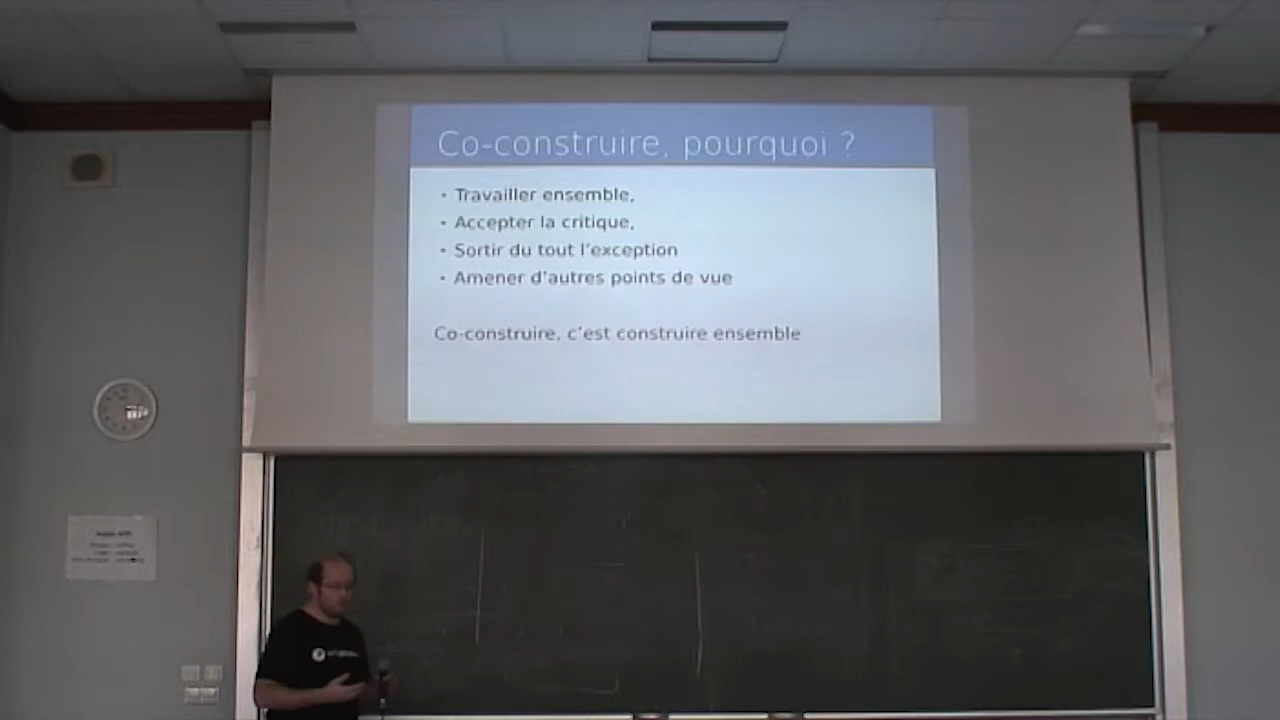 Co-construire, pourquoi ?
- Travailler ensemble,
- Accepter la critique,
- Sortir du tout l'exception
- Amener d'autres points de vue
Co-construire, c'est construire ensemble